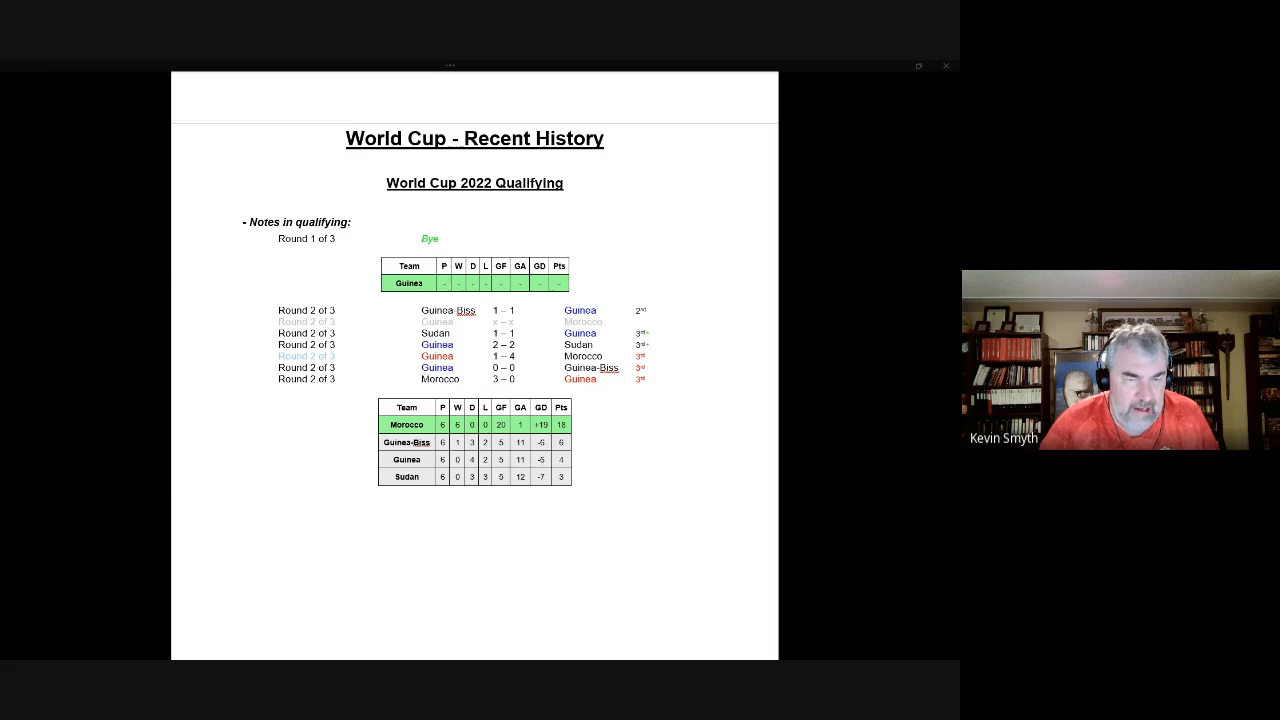 World Cup - Recent History
World Cup 2022 Qualifying
- Notes in qualifying:
Round 1 of 3 Bye
Team P W D L GF GA GD Pts
Guinea - - - - - - - -
Round 2 of 3 Guinea-Biss 1 – 1 Guinea 2nd
Round 2 of 3 Guinea x – x Morocco
Round 2 of 3 Sudan 1 – 1 Guinea 3rd+
Round 2 of 3 Guinea 2 – 2 Sudan 3rd+
Round 2 of 3 Guinea 1 – 4 Morocco 3rd
Round 2 of 3 Guinea 0 – 0 Guinea-Biss 3rd
Round 2 of 3 Morocco 3 – 0 Guinea 3rd
Team P W D L GF GA GD Pts
Morocco 6 6 0 0 20 1 +19 18
Guinea-Biss 6 1 3 2 5 11 -6 6
Guinea 6 0 4 2 5 11 -6 4
Sudan 6 0 3 3 5 12 -7 3
Kevin Smyth